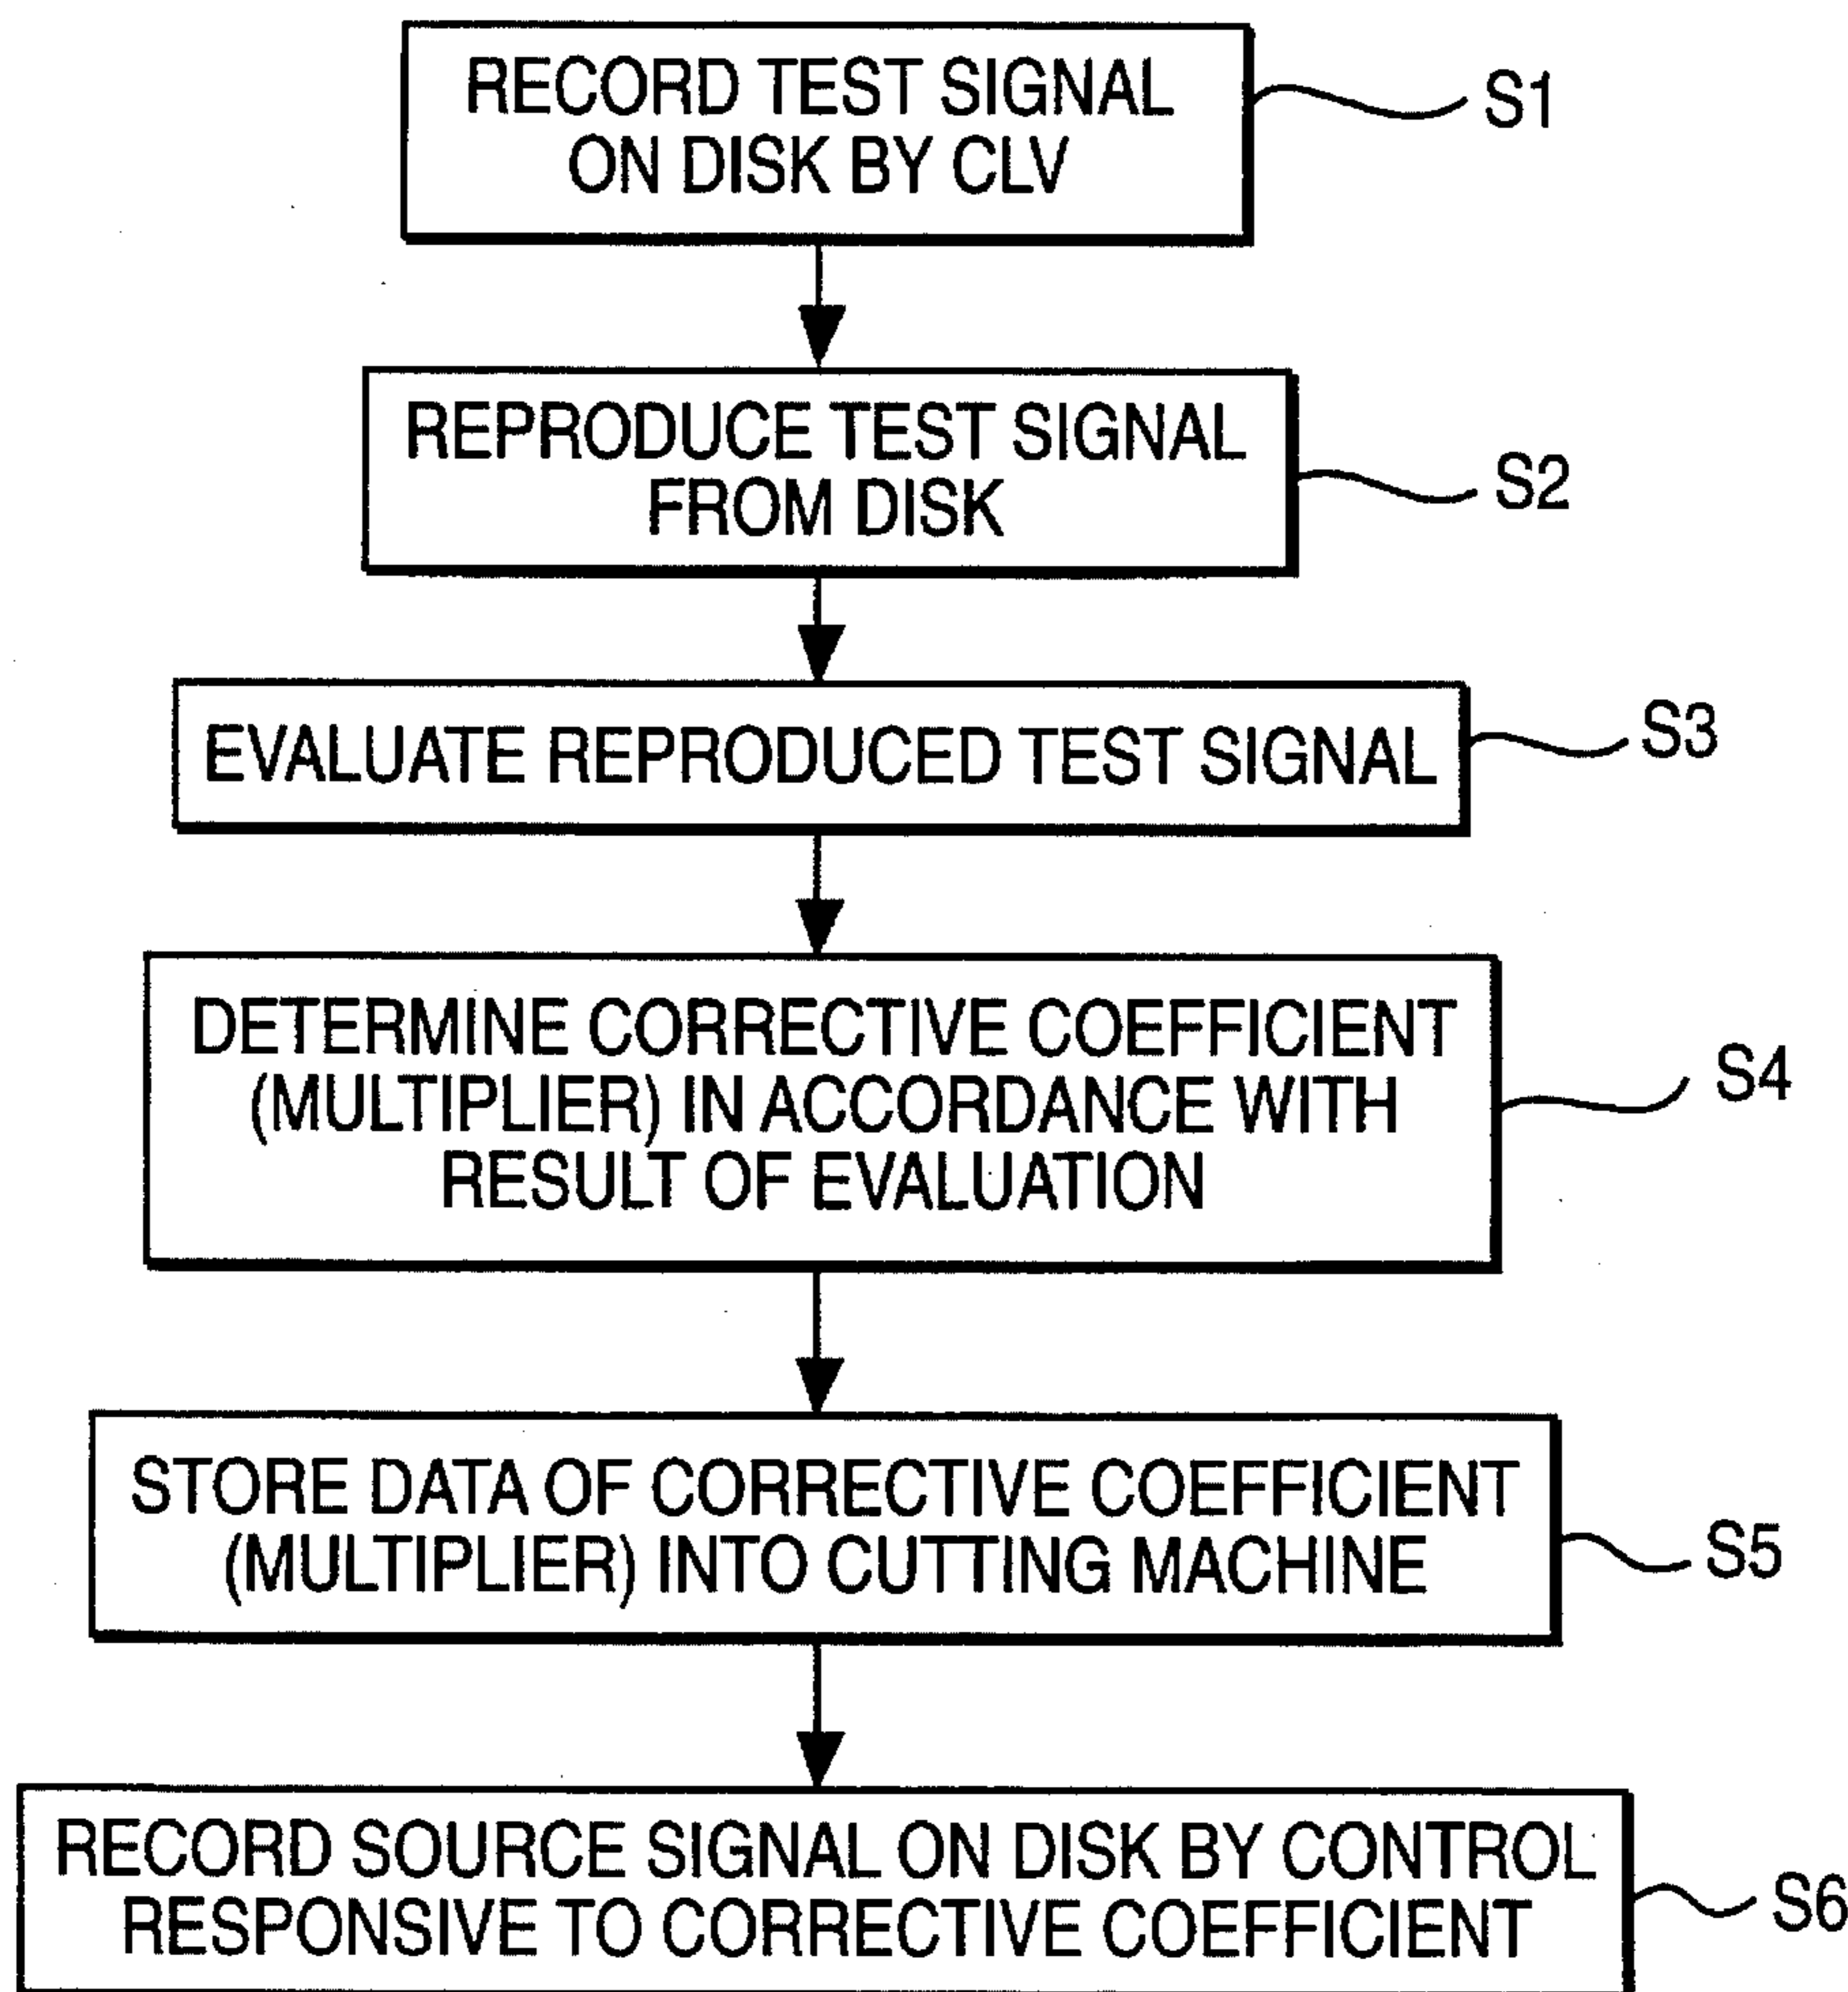 RECORD TEST SIGNAL
ON DISK BY CLV
S1
REPRODUCE TEST SIGNAL
FROM DISK
S2
EVALUATE REPRODUCED TEST SIGNAL
S3
DETERMINE CORRECTIVE COEFFICIENT
(MULTIPLIER) IN ACCORDANCE WITH
RESULT OF EVALUATION
S4
STORE DATA OF CORRECTIVE COEFFICIENT
(MULTIPLIER) INTO CUTTING MACHINE
S5
RECORD SOURCE SIGNAL ON DISK BY CONTROL
RESPONSIVE TO CORRECTIVE COEFFICIENT
S6